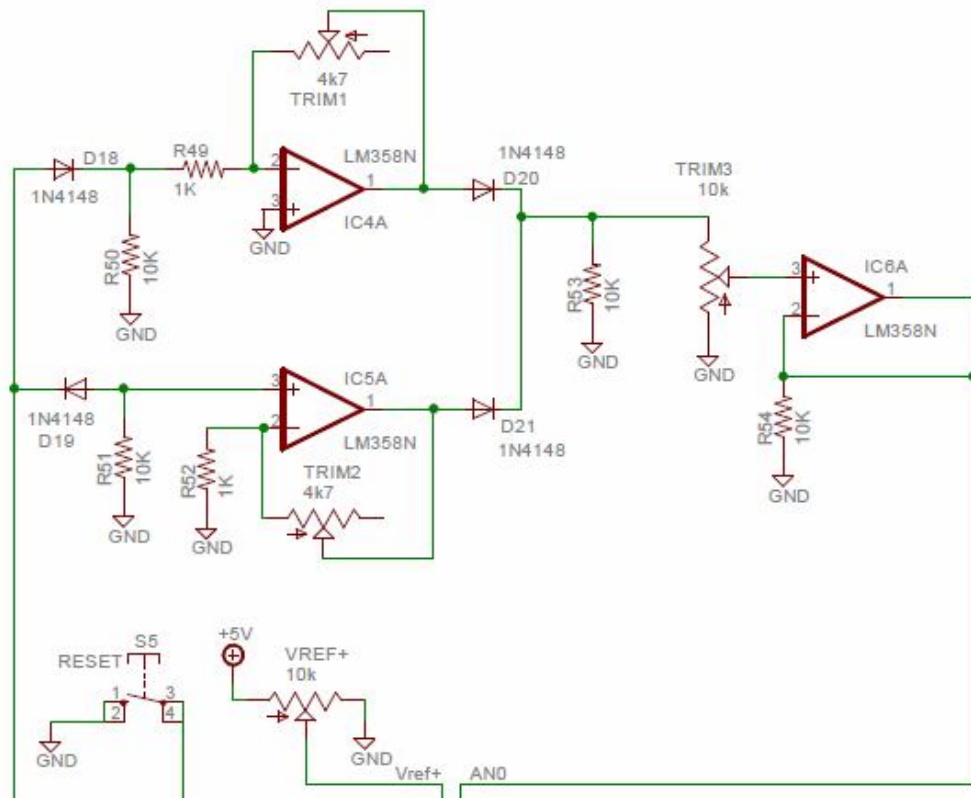 4k7
TRIM1
D18
1N4148
R49
1K
2
3
1
LM358N
IC4A
GND
1N4148
D20
TRIM3
10k
R50
10K
GND
R53
10K
GND
GND
3
2
1
IC6A
LM358N
1N4148
D19
R51
10K
GND
3
2
1
IC5A
LM358N
R52
1K
GND
TRIM2
4k7
D21
1N4148
R54
10K
GND
S5
RESET
1
2
3
4
GND
+5V
VREF+
10k
GND
Vref+
AN0